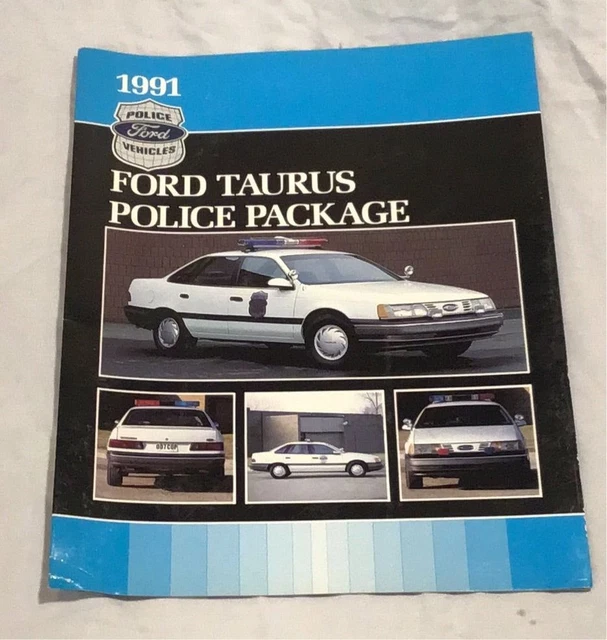 1991
POLICE
Ford
VEHICLES
FORD TAURUS
POLICE PACKAGE